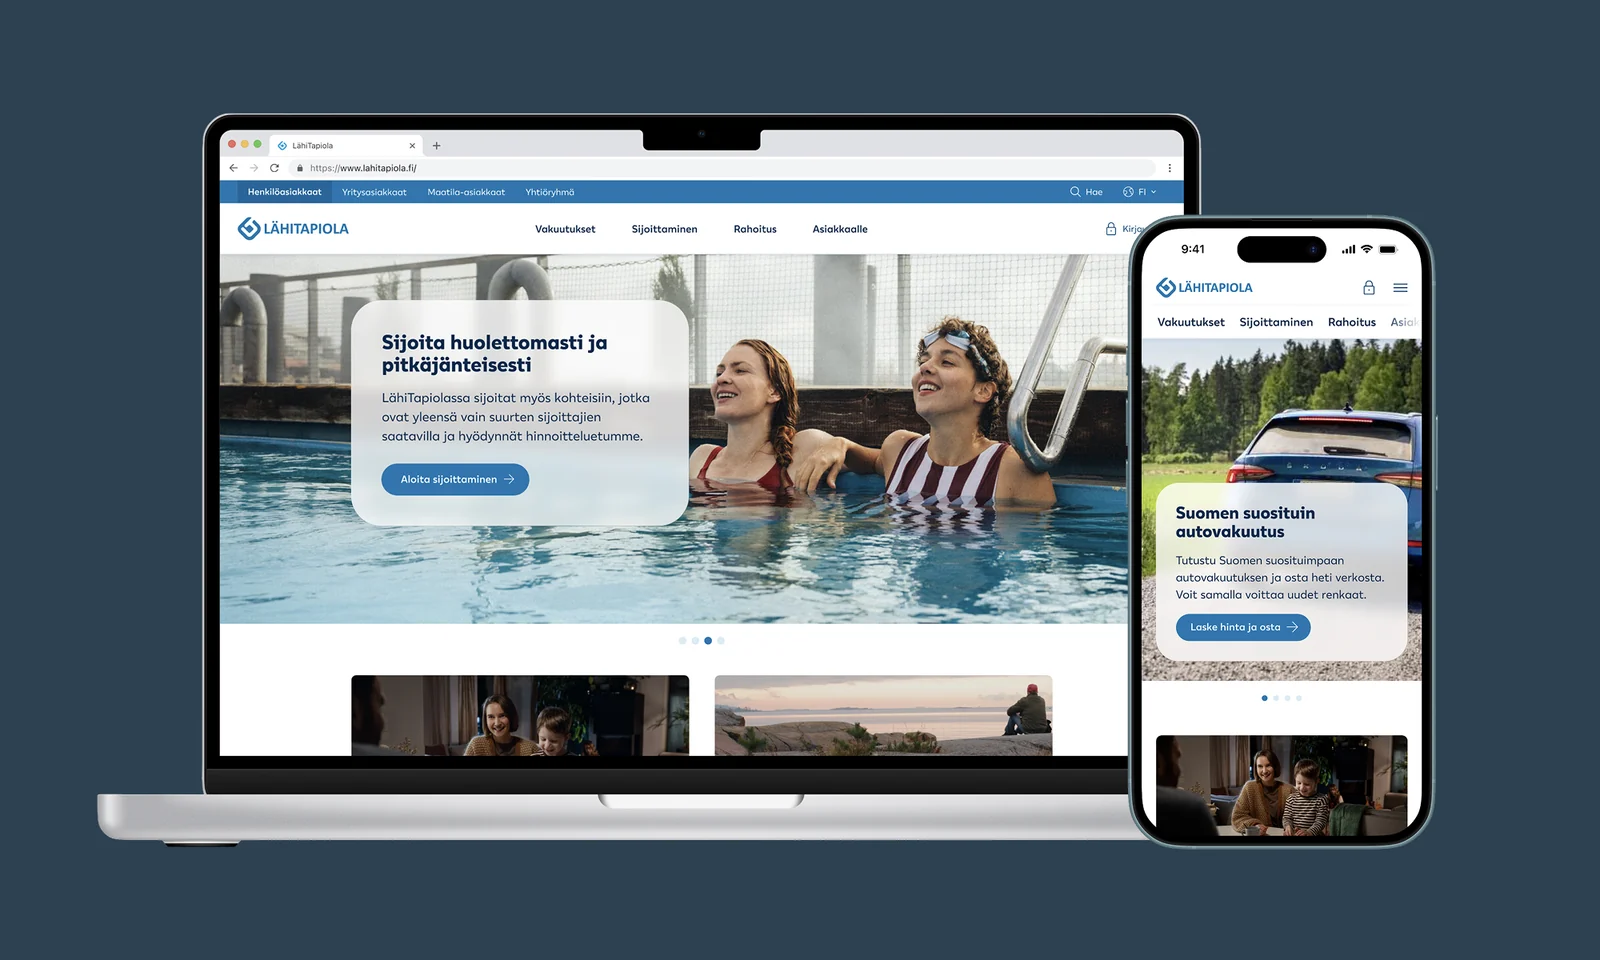 LähiTapiola
https://www.lahitapiola.fi/
Henkilöasiakkaat Yritysasiakkaat Maatila-asiakkaat Yhtiöryhmä Hae FI
LÄHITAPIOLA Vakuutukset Sijoittaminen Rahoitus Asiakkaalle
Sijoita huolettomasti ja
pitkäjänteisesti
LähiTapiolassa sijoitat myös kohteisiin, jotka
ovat yleensä vain suurten sijoittajien
saatavilla ja hyödynnät hinnoitteluetumme.
Aloita sijoittaminen
9:41
LÄHITAPIOLA
Vakuutukset Sijoittaminen Rahoitus Asiak
SKODA
Suomen suosituin
autovakuutus
Tutustu Suomen suosituimpaan
autovakuutuksen ja osta heti verkosta.
Voit samalla voittaa uudet renkaat.
Laske hinta ja osta